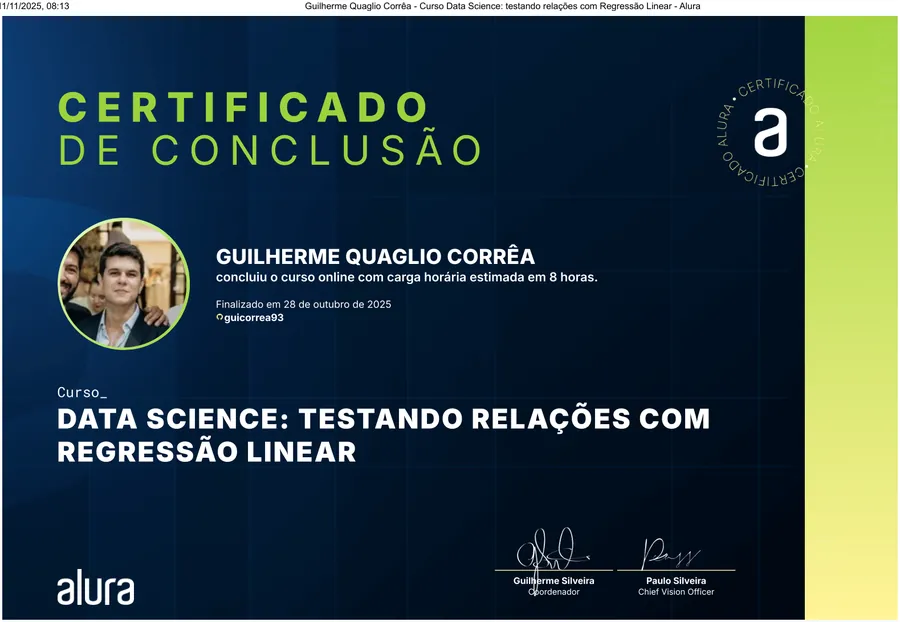 11/11/2025, 08:13
Guilherme Quaglio Corrêa - Curso Data Science: testando relações com Regressão Linear - Alura
CERTIFICADO
DE CONCLUSÃO
CERTIFICADO ALURA • CERTIFICADO ALURA •
a
GUILHERME QUAGLIO CORRÊA
concluiu o curso online com carga horária estimada em 8 horas.
Finalizado em 28 de outubro de 2025
guicorrea93
Curso_
DATA SCIENCE: TESTANDO RELAÇÕES COM
REGRESSÃO LINEAR
alura
Guilherme Silveira
Coordenador
Paulo Silveira
Chief Vision Officer